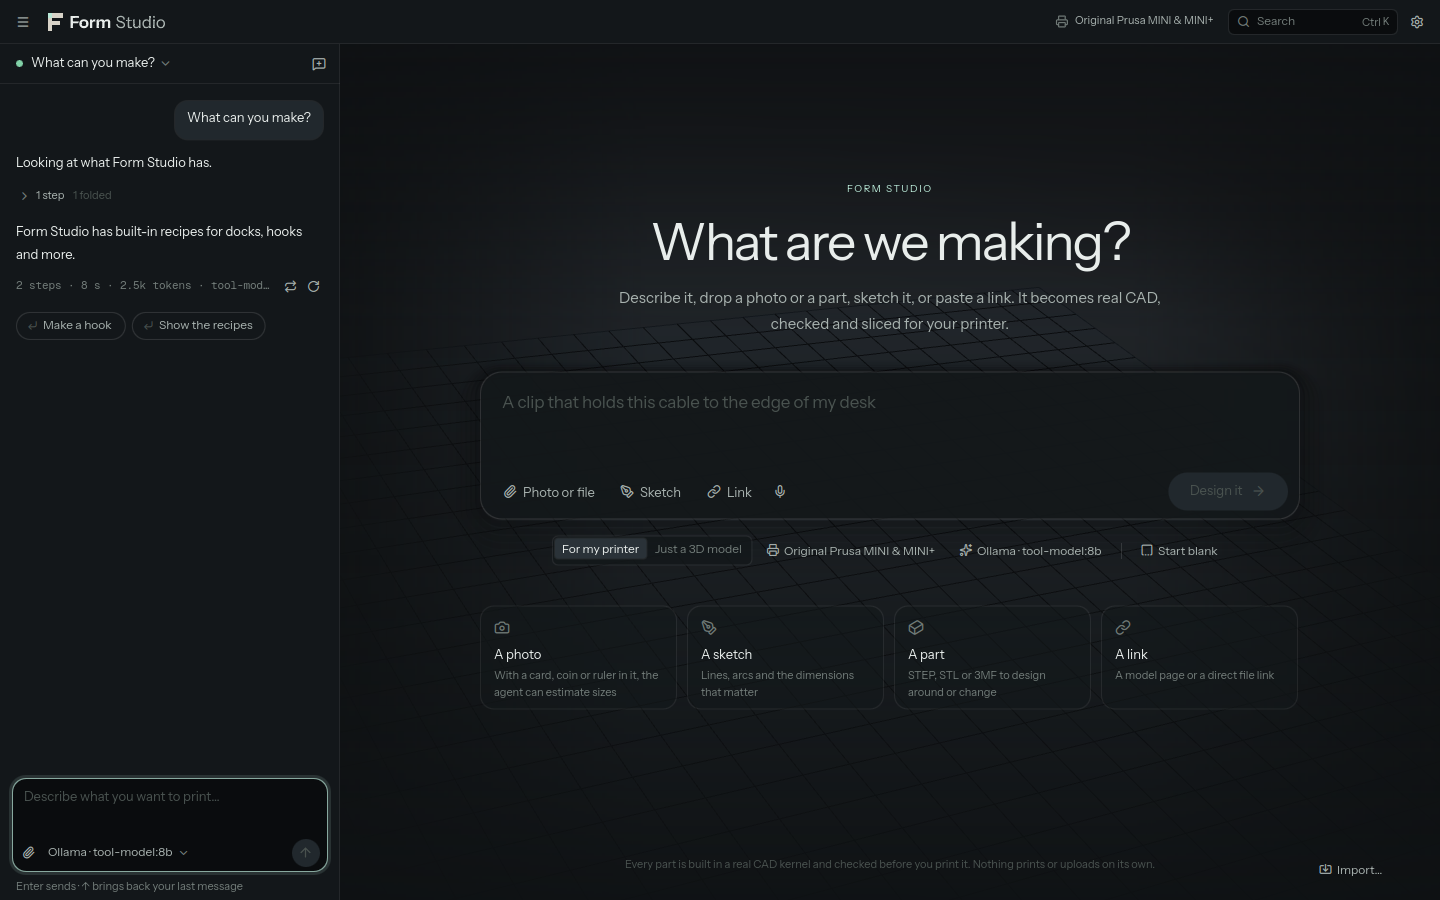 Form Studio
Original Prusa MINI & MINI+
Search
Ctrl K
What can you make?
What can you make?
Looking at what Form Studio has.
1 step 1 folded
Form Studio has built-in recipes for docks, hooks
and more.
2 steps · 8 s · 2.5k tokens · tool-mod…
Make a hook
Show the recipes
Describe what you want to print…
Ollama · tool-model:8b
Enter sends · ↑ brings back your last message
FORM STUDIO
What are we making?
Describe it, drop a photo or a part, sketch it, or paste a link. It becomes real CAD,
checked and sliced for your printer.
A clip that holds this cable to the edge of my desk
Photo or file
Sketch
Link
Design it
For my printer
Just a 3D model
Original Prusa MINI & MINI+
Ollama · tool-model:8b
Start blank
A photo
With a card, coin or ruler in it, the
agent can estimate sizes
A sketch
Lines, arcs and the dimensions
that matter
A part
STEP, STL or 3MF to design
around or change
A link
A model page or a direct file link
Every part is built in a real CAD kernel and checked before you print it. Nothing prints or uploads on its own.
Import…